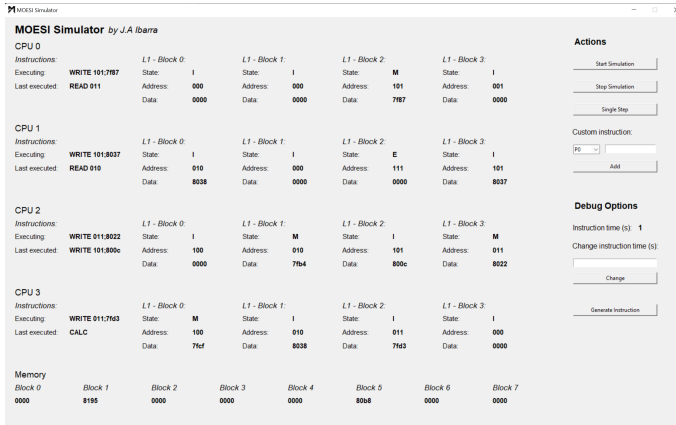 MOESI Simulator
MOESI Simulator by J.A Ibarra
CPU 0
Instructions: L1 - Block 0: L1 - Block 1: L1 - Block 2: L1 - Block 3:
Executing: WRITE 101;7f87 State: I State: I State: M State: I
Last executed: READ 011 Address: 000 Address: 000 Address: 101 Address: 001
Data: 0000 Data: 0000 Data: 7f87 Data: 0000
CPU 1
Instructions: L1 - Block 0: L1 - Block 1: L1 - Block 2: L1 - Block 3:
Executing: WRITE 101;8037 State: I State: I State: E State: I
Last executed: READ 010 Address: 010 Address: 000 Address: 111 Address: 101
Data: 8038 Data: 0000 Data: 0000 Data: 8037
CPU 2
Instructions: L1 - Block 0: L1 - Block 1: L1 - Block 2: L1 - Block 3:
Executing: WRITE 011;8022 State: I State: M State: I State: M
Last executed: WRITE 101;800c Address: 100 Address: 010 Address: 101 Address: 011
Data: 0000 Data: 7fb4 Data: 800c Data: 8022
CPU 3
Instructions: L1 - Block 0: L1 - Block 1: L1 - Block 2: L1 - Block 3:
Executing: WRITE 011;7fd3 State: M State: I State: I State: I
Last executed: CALC Address: 100 Address: 010 Address: 011 Address: 000
Data: 7fcf Data: 8038 Data: 7fd3 Data: 0000
Memory
Block 0 Block 1 Block 2 Block 3 Block 4 Block 5 Block 6 Block 7
0000 8195 0000 0000 0000 80b8 0000 0000
Actions
Start Simulation
Stop Simulation
Single Step
Custom instruction:
P0
Add
Debug Options
Instruction time (s): 1
Change instruction time (s):
Change
Generate Instruction